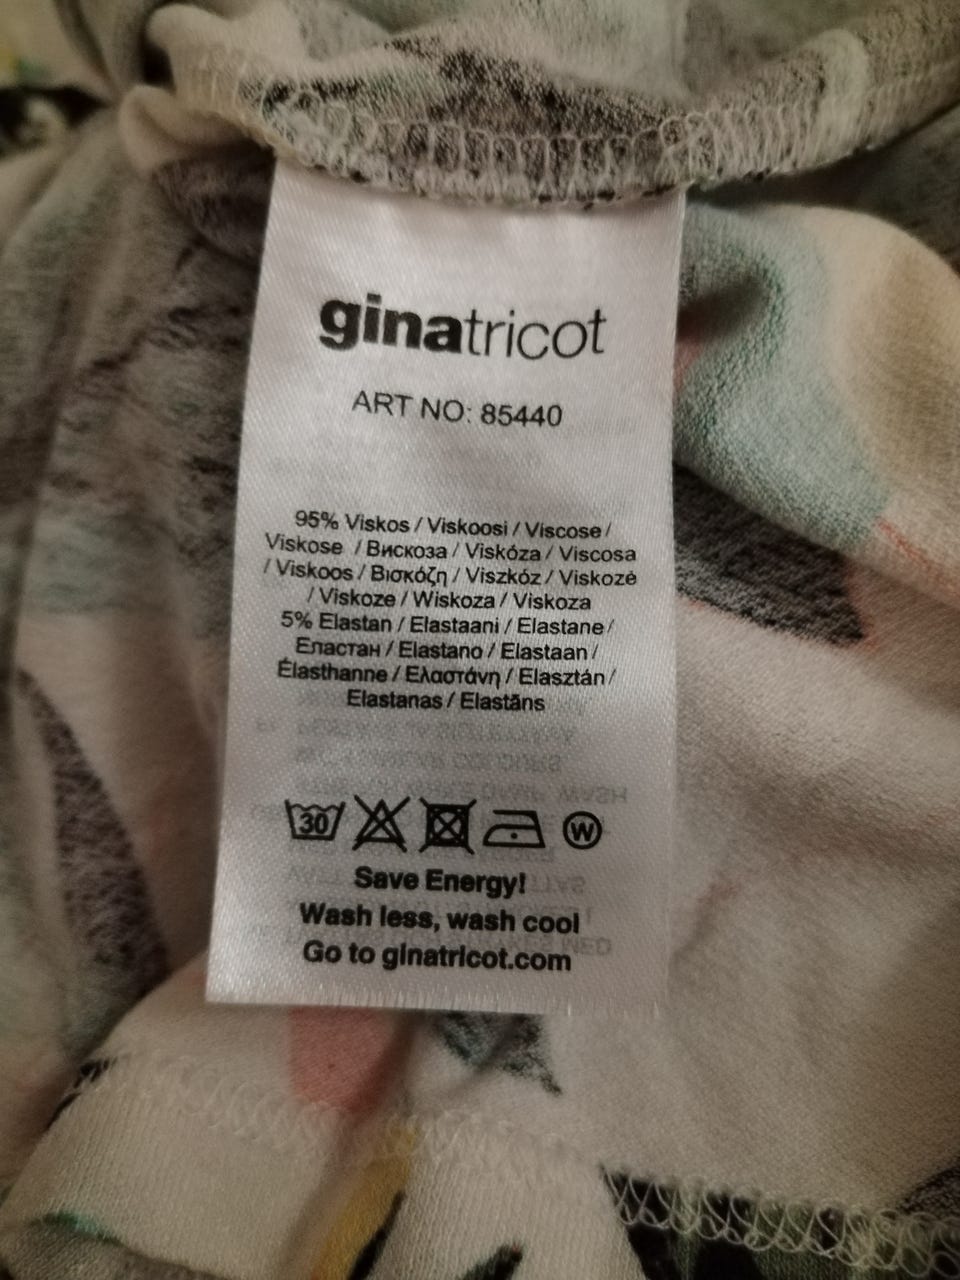 ginatricot
ART NO: 85440
95% Viskos / Viskoosi / Viscose /
Viskose / Вискоза / Viskóza / Viscosa
/ Viskoos / Βισκόζη / Viszkóz / Viskozė
/ Viskoze / Wiskoza / Viskoza
5% Elastan / Elastaani / Elastane /
Еластан / Elastano / Elastaan /
Élasthanne / Ελαστάνη / Elasztán /
Elastanas / Elastāns
30 W
Save Energy!
Wash less, wash cool
Go to ginatricot.com